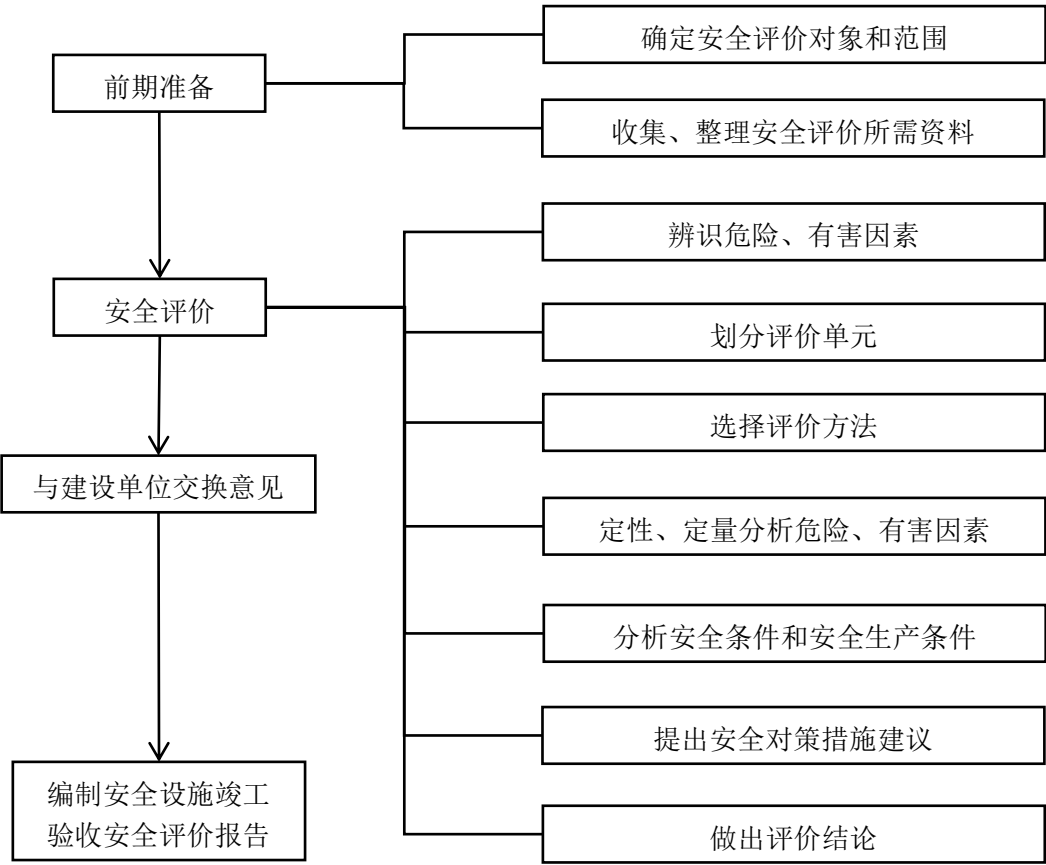 确定安全评价对象和范围
前期准备
收集、整理安全评价所需资料
辨识危险、有害因素
安全评价
划分评价单元
选择评价方法
与建设单位交换意见
定性、定量分析危险、有害因素
分析安全条件和安全生产条件
提出安全对策措施建议
编制安全设施竣工
验收安全评价报告
做出评价结论